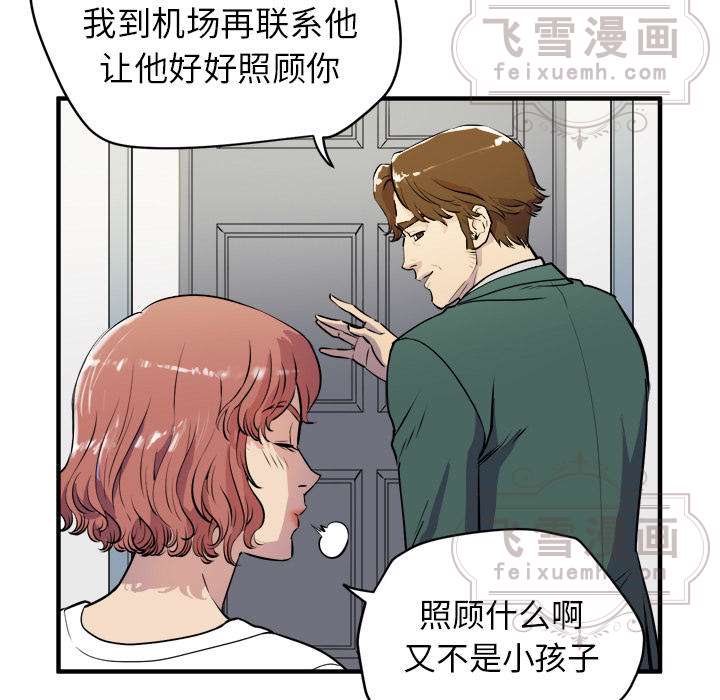 我到机场再联系他
让他好好照顾你
飞雪漫画
feixuemh.com
飞雪漫画
feixuemh.com
照顾什么啊
又不是小孩子